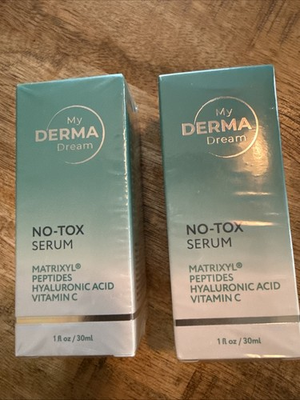 My
DERMA
Dream
NO-TOX
SERUM
MATRIXYL®
PEPTIDES
HYALURONIC ACID
VITAMIN C
1 fl oz / 30ml
My
DERMA
Dream
NO-TOX
SERUM
MATRIXYL®
PEPTIDES
HYALURONIC ACID
VITAMIN C
1 fl oz / 30ml